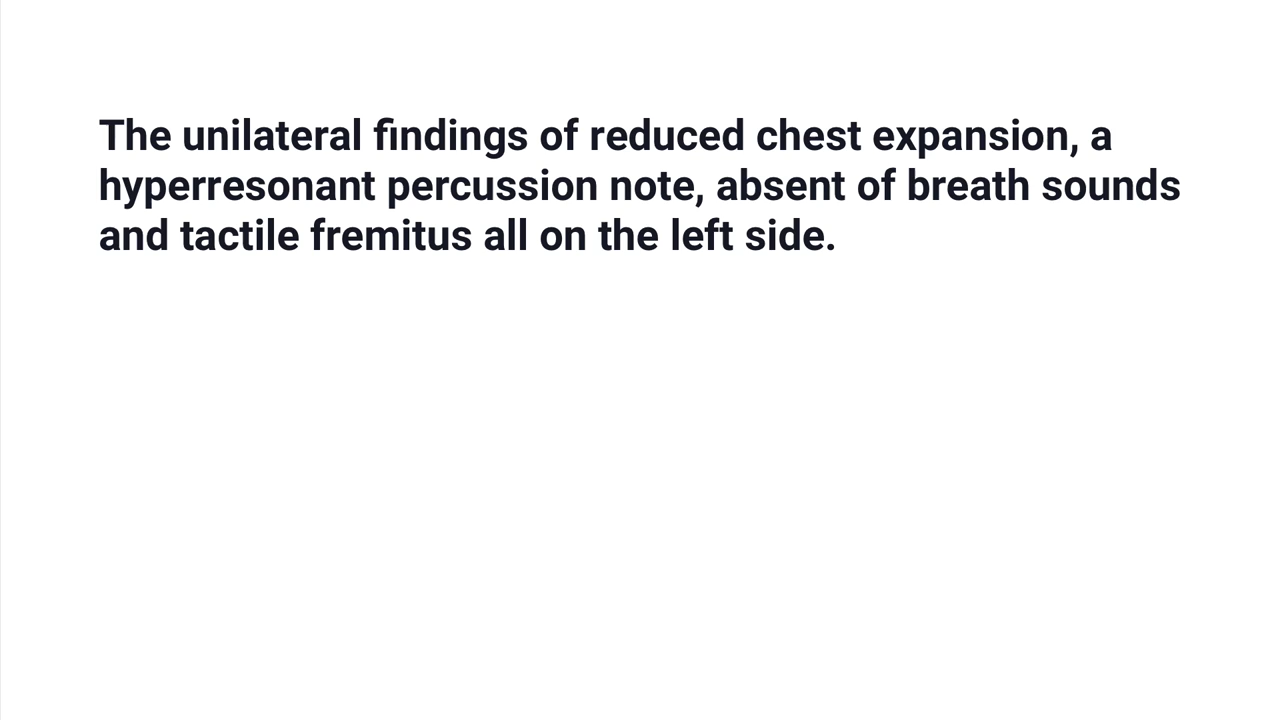 The unilateral findings of reduced chest expansion, a
hyperresonant percussion note, absent of breath sounds
and tactile fremitus all on the left side.